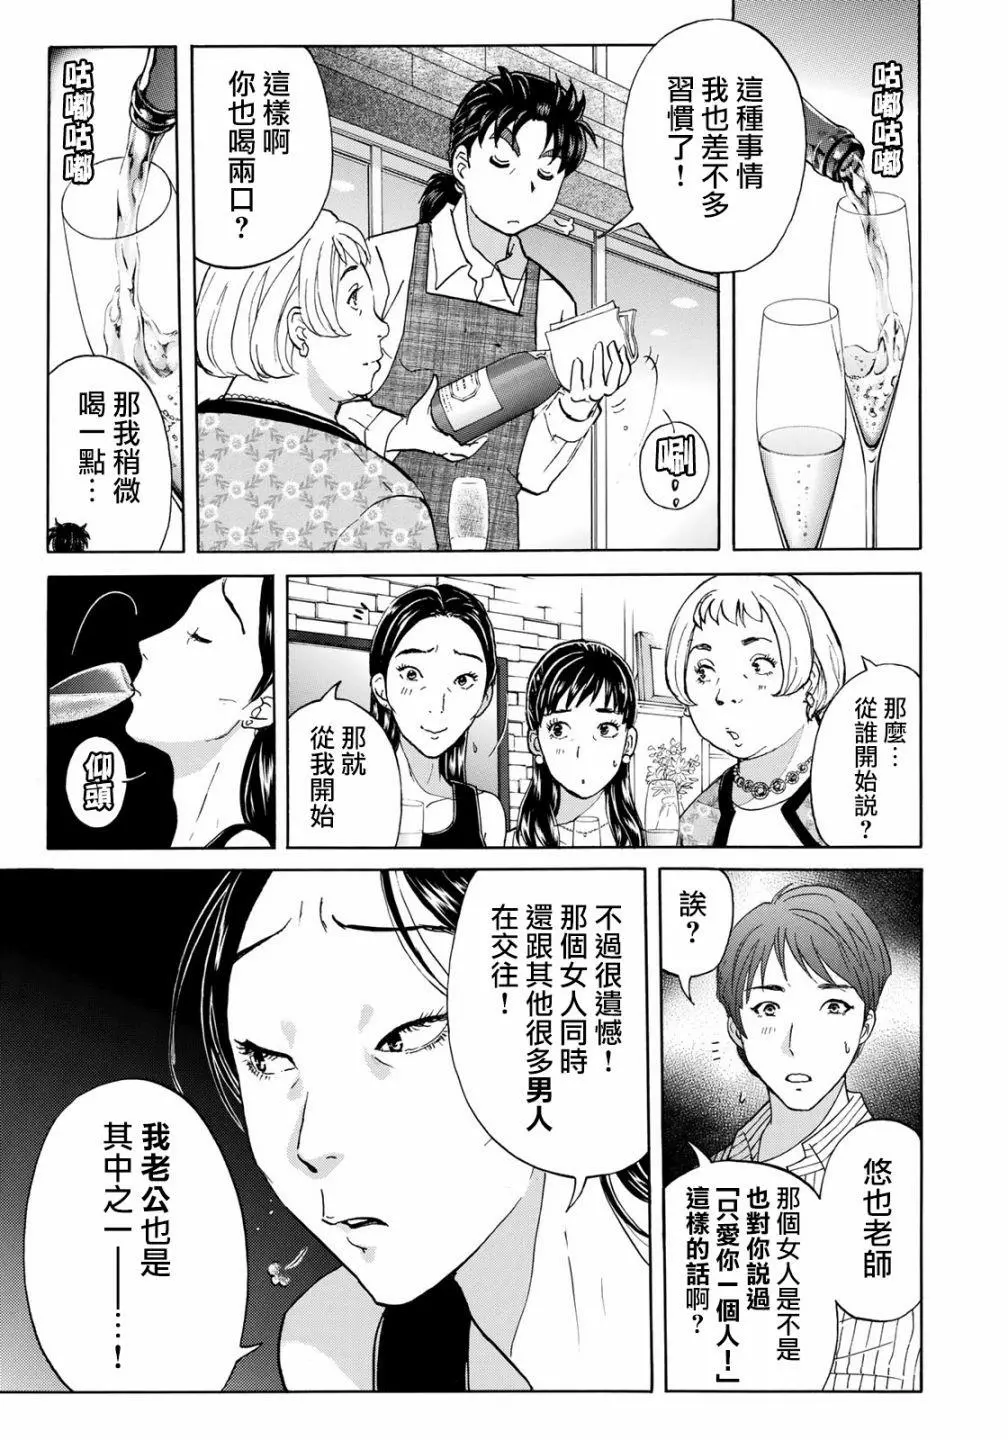 咕嘟咕嘟
這種事情
我也差不多
習慣了！
唰…
這樣啊
你也喝兩口？
咕嘟咕嘟
那我稍微
喝一點…
那麼…
從誰開始説？
那就
從我開始
仰頭
誒？
悠也老師
那個女人是不是
也對你説過
「只愛你一個人！」
這樣的話啊？
不過很遺憾！
那個女人同時
還跟其他很多男人
在交往！
我老公也是
其中之一——……！